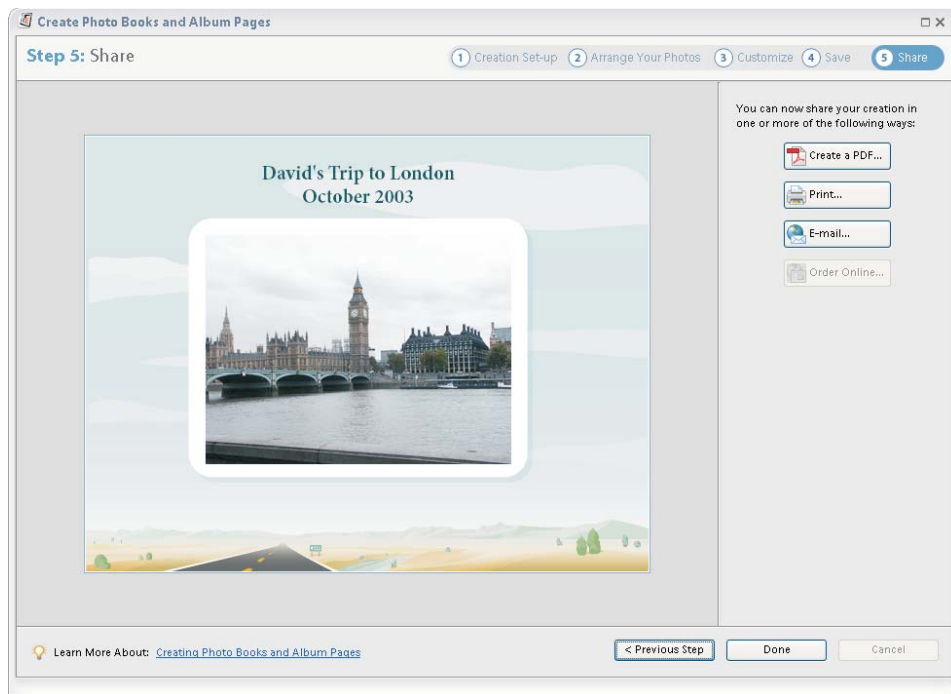 Create Photo Books and Album Pages
Step 5: Share
1 Creation Set-up 2 Arrange Your Photos 3 Customize 4 Save 5 Share
You can now share your creation in
one or more of the following ways:
Create a PDF...
Print...
E-mail...
Order Online...
David's Trip to London
October 2003
Learn More About: Creating Photo Books and Album Pages
< Previous Step
Done
Cancel